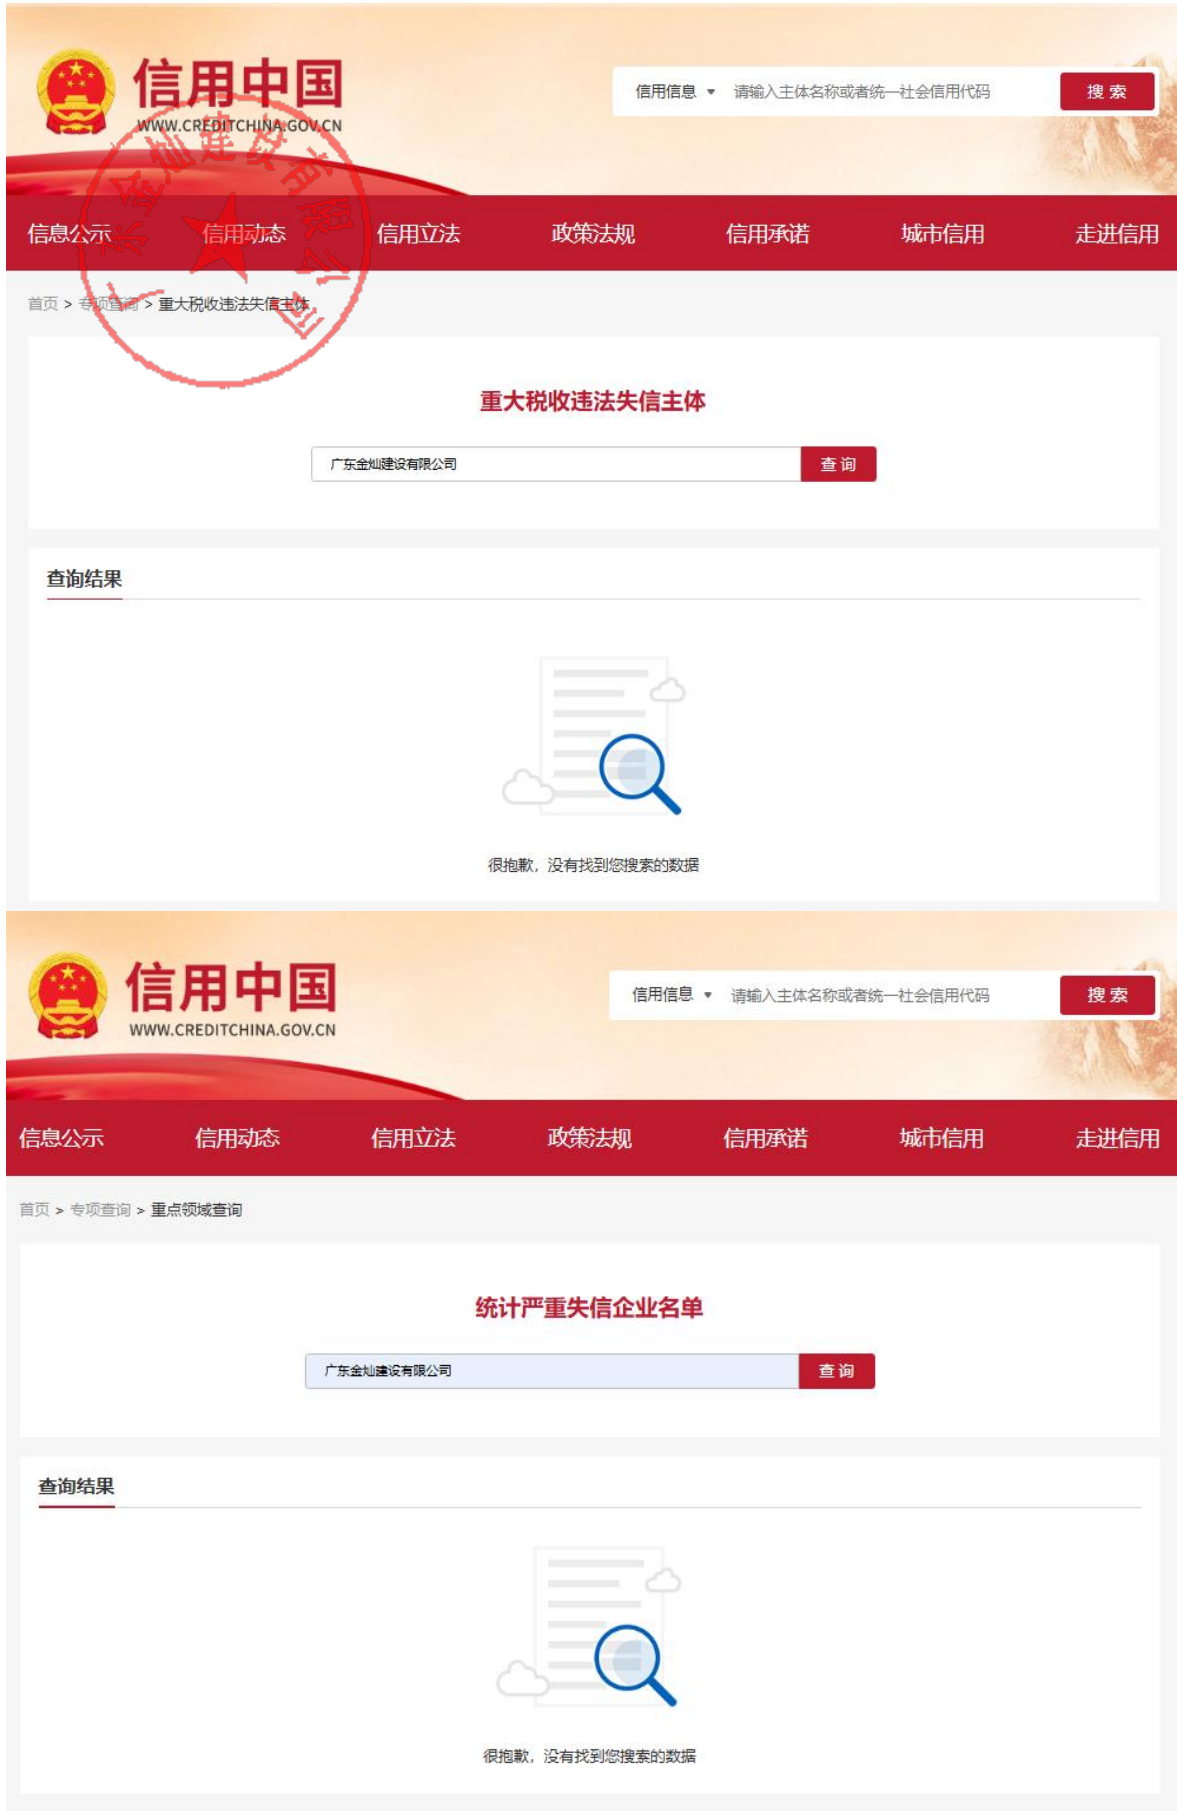 信用中国
WWW.CREDITCHINA.GOV.CN
信用信息 请输入主体名称或者统一社会信用代码 搜索
广东金灿建设有限公司
信息公示 信用动态 信用立法 政策法规 信用承诺 城市信用 走进信用
首页 > 专项查询 > 重大税收违法失信主体
重大税收违法失信主体
广东金灿建设有限公司 查询
查询结果
很抱歉，没有找到您搜索的数据
信用中国
WWW.CREDITCHINA.GOV.CN
信用信息 请输入主体名称或者统一社会信用代码 搜索
信息公示 信用动态 信用立法 政策法规 信用承诺 城市信用 走进信用
首页 > 专项查询 > 重点领域查询
统计严重失信企业名单
广东金灿建设有限公司 查询
查询结果
很抱歉，没有找到您搜索的数据